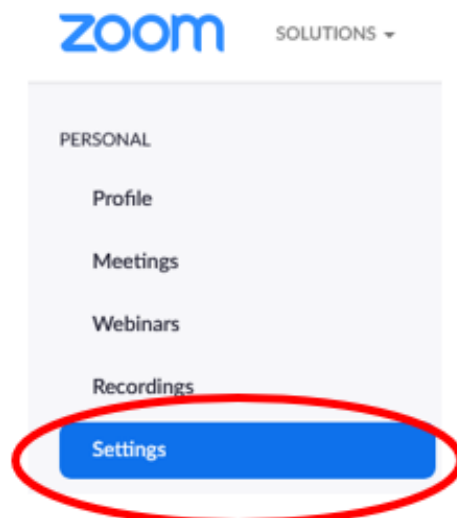 zoom SOLUTIONS
PERSONAL
Profile
Meetings
Webinars
Recordings
Settings